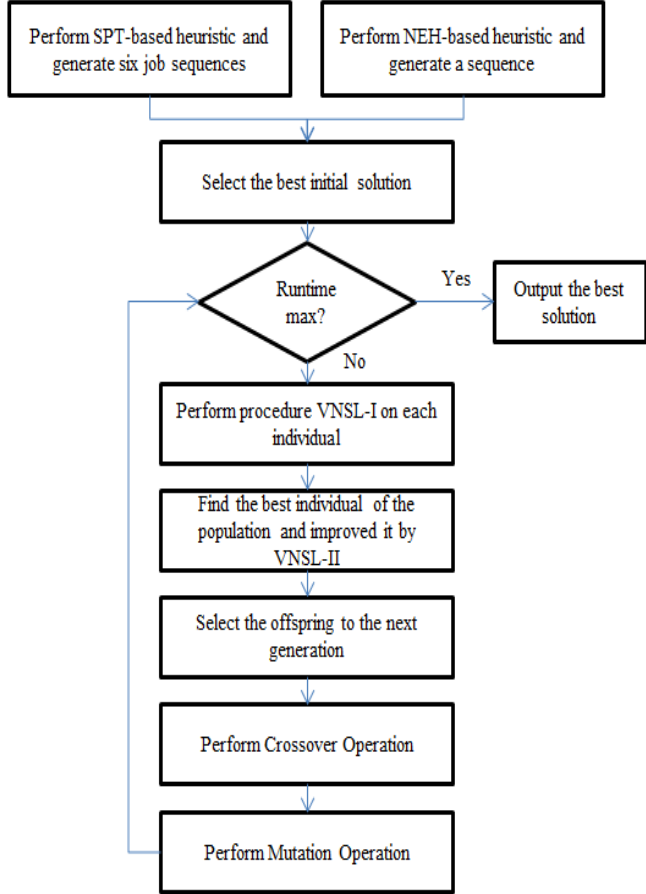 Perform SPT-based heuristic and
generate six job sequences
Perform NEH-based heuristic and
generate a sequence
Select the best initial solution
Runtime
max?
Yes
Output the best
solution
No
Perform procedure VNSL-I on each
individual
Find the best individual of the
population and improved it by
VNSL-II
Select the offspring to the next
generation
Perform Crossover Operation
Perform Mutation Operation